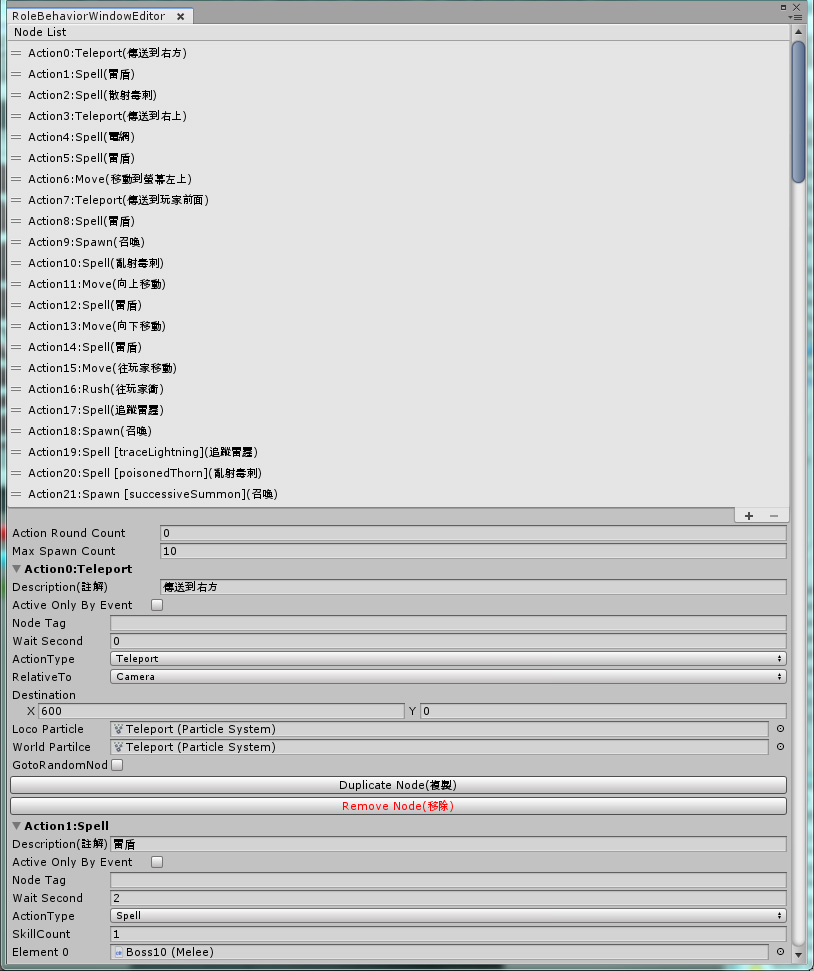 RoleBehaviorWindowEditor
Node List
Action0:Teleport(傳送到右方)
Action1:Spell(雷盾)
Action2:Spell(散射毒刺)
Action3:Teleport(傳送到右上)
Action4:Spell(電網)
Action5:Spell(雷盾)
Action6:Move(移動到螢幕左上)
Action7:Teleport(傳送到玩家前面)
Action8:Spell(雷盾)
Action9:Spawn(召喚)
Action10:Spell(亂射毒刺)
Action11:Move(向上移動)
Action12:Spell(雷盾)
Action13:Move(向下移動)
Action14:Spell(雷盾)
Action15:Move(往玩家移動)
Action16:Rush(往玩家衝)
Action17:Spell(追蹤雷靂)
Action18:Spawn(召喚)
Action19:Spell [traceLightning](追蹤雷靂)
Action20:Spell [poisonedThorn](亂射毒刺)
Action21:Spawn [successiveSummon](召喚)
Action Round Count 0
Max Spawn Count 10
Action0:Teleport
Description(註解) 傳送到右方
Active Only By Event
Node Tag
Wait Second 0
ActionType Teleport
RelativeTo Camera
Destination
X 600 Y 0
Loco Particle Teleport (Particle System)
World Partilce Teleport (Particle System)
GotoRandomNod
Duplicate Node(複製)
Remove Node(移除)
Action1:Spell
Description(註解) 雷盾
Active Only By Event
Node Tag
Wait Second 2
ActionType Spell
SkillCount 1
Element 0 Boss10 (Melee)